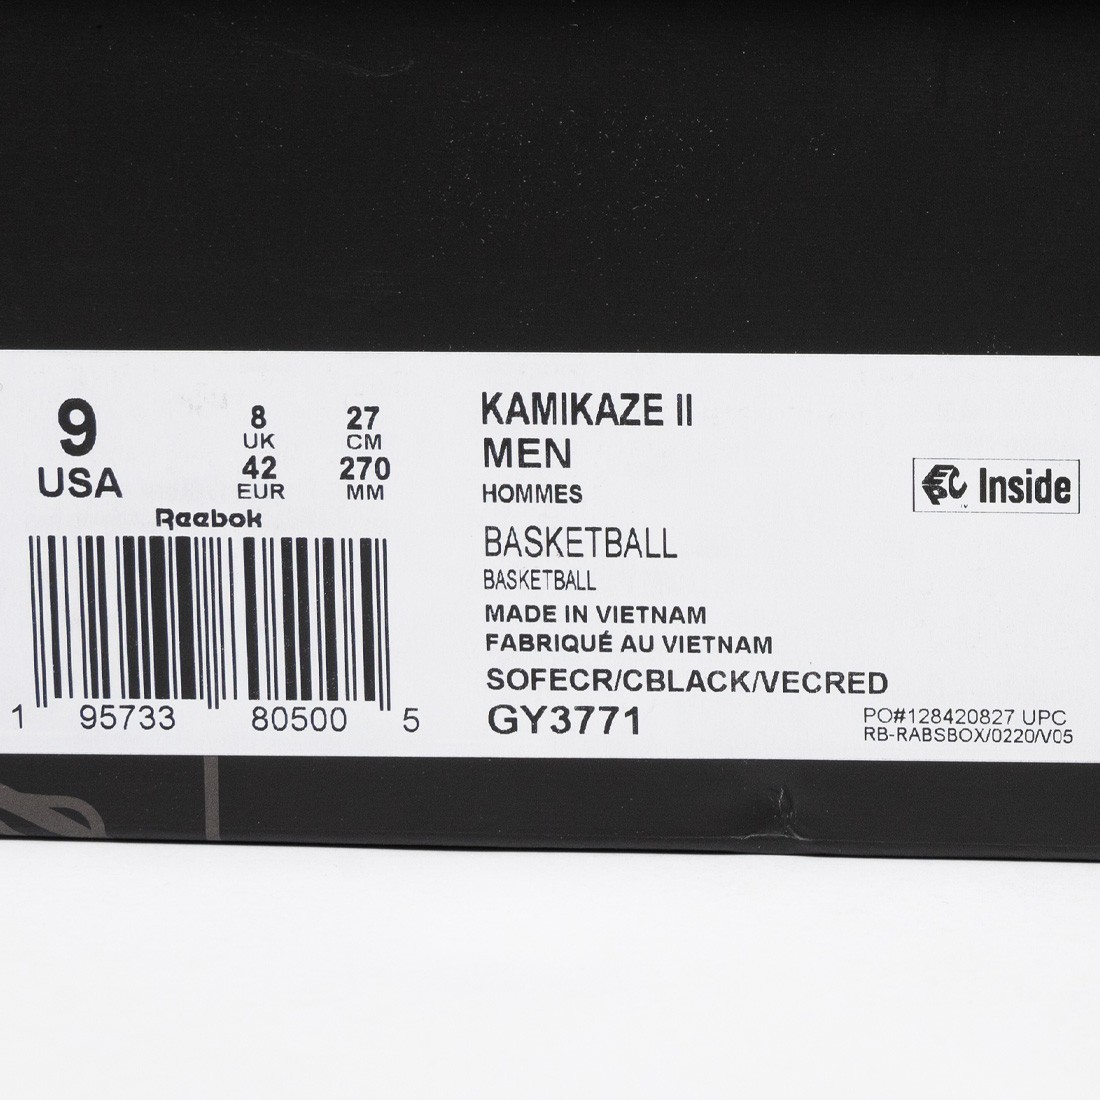 9
USA
8
UK
42
EUR
27
CM
270
MM
Reebok
1 95733 80500 5
KAMIKAZE II
MEN
HOMMES
BASKETBALL
BASKETBALL
MADE IN VIETNAM
FABRIQUÉ AU VIETNAM
SOFECR/CBLACK/VECRED
GY3771
Inside
PO#128420827 UPC
RB-RABSBOX/0220/V05